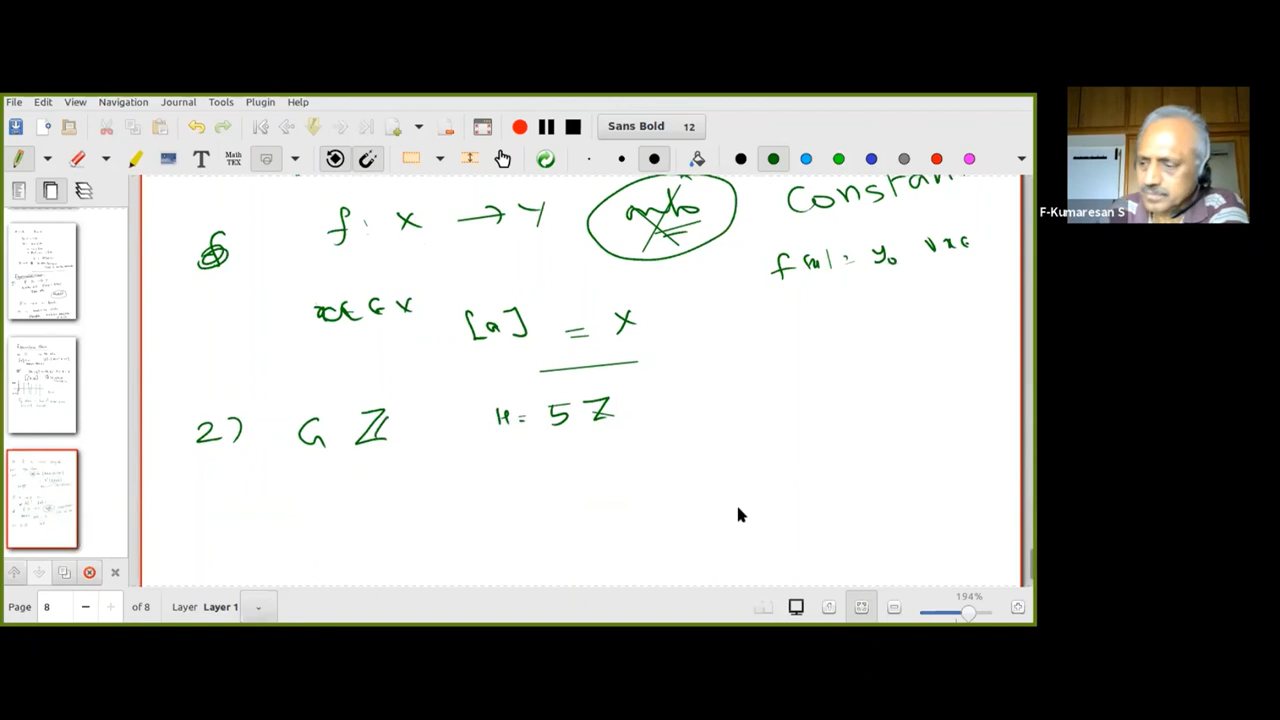 File Edit View Navigation Journal Tools Plugin Help
Sans Bold 12
Constan
f : X → Y onto
f(x) = y₀ ∀ x ∈
x ∈ X [a] = X
2) G ℤ H = 5 ℤ
F-Kumaresan S
Page 8 of 8 Layer Layer 1 194%